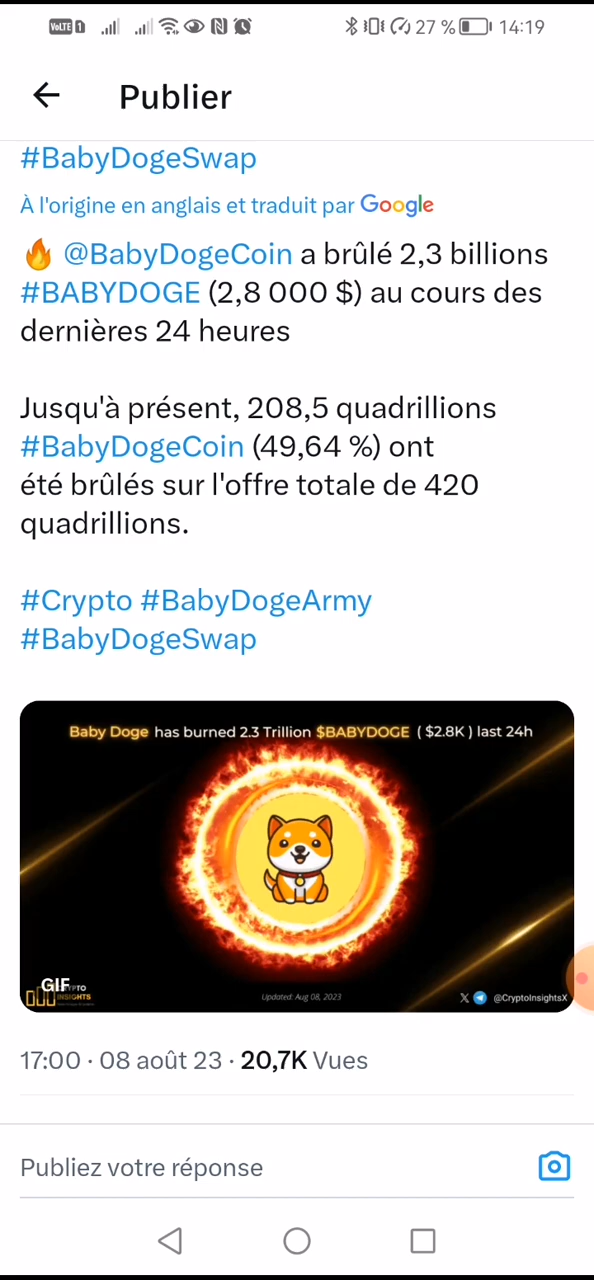 VoLTE 1 27 % 14:19
Publier
#BabyDogeSwap
À l'origine en anglais et traduit par Google
🔥 @BabyDogeCoin a brûlé 2,3 billions
#BABYDOGE (2,8 000 $) au cours des
dernières 24 heures
Jusqu'à présent, 208,5 quadrillions
#BabyDogeCoin (49,64 %) ont
été brûlés sur l'offre totale de 420
quadrillions.
#Crypto #BabyDogeArmy
#BabyDogeSwap
Baby Doge has burned 2.3 Trillion $BABYDOGE ( $2.8K ) last 24h
GIF
INSIGHTS
Updated: Aug 08, 2023
@CryptoInsightsX
17:00 · 08 août 23 · 20,7K Vues
Publiez votre réponse